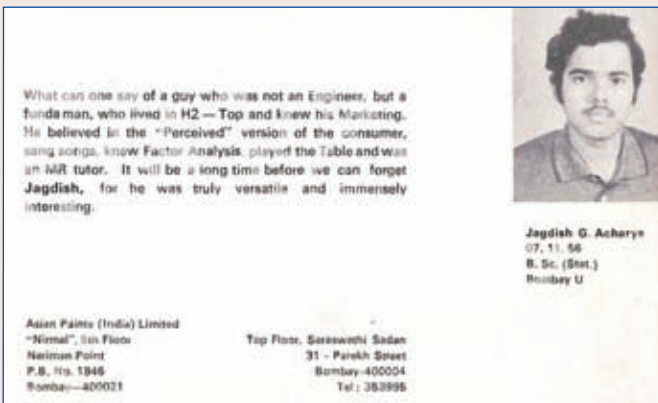 What can one say of a guy who was not an Engineer, but a
funda man, who lived in H2 — Top and knew his Marketing.
He believed in the "Perceived" version of the consumer,
sang songs, knew Factor Analysis, played the Table and was
an MR tutor. It will be a long time before we can forget
Jagdish, for he was truly versatile and immensely
interesting.
Jagdish G. Acharya
07. 11. 56
B. Sc. (Stat.)
Bombay U
Asian Paints (India) Limited
"Nirmal", 5th Floor
Nariman Point
P.B. No. 1846
Bombay—400021
Top Floor, Saraswathi Sadan
31 - Parekh Street
Bombay-400004
Tel : 353995